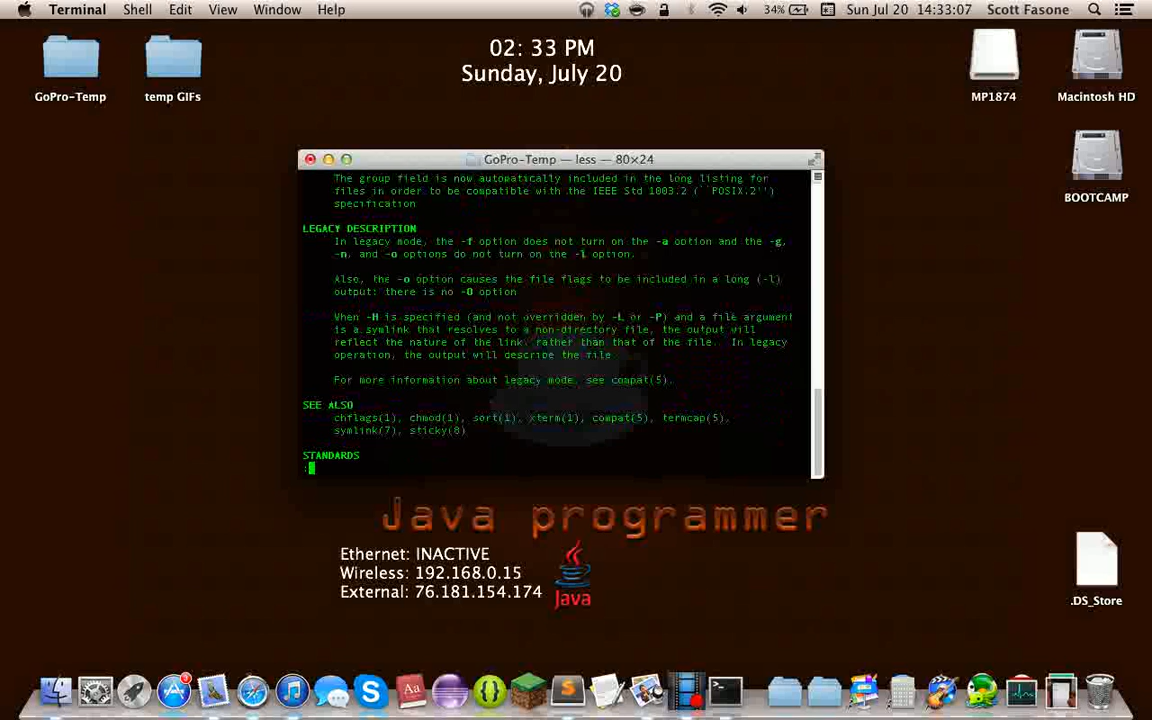 Terminal Shell Edit View Window Help 34% Sun Jul 20 14:33:07 Scott Fasone
02: 33 PM
Sunday, July 20
GoPro-Temp temp GIFs MP1874 Macintosh HD
BOOTCAMP
GoPro-Temp — less — 80×24
The group field is now automatically included in the long listing for
files in order to be compatible with the IEEE Std 1003.2 (``POSIX.2'')
specification.
LEGACY DESCRIPTION
In legacy mode, the -f option does not turn on the -a option and the -g,
-n, and -o options do not turn on the -l option.
Also, the -o option causes the file flags to be included in a long (-l)
output; there is no -O option.
When -H is specified (and not overridden by -L or -P) and a file argument
is a symlink that resolves to a non-directory file, the output will
reflect the nature of the link, rather than that of the file. In legacy
operation, the output will describe the file.
For more information about legacy mode, see compat(5).
SEE ALSO
chflags(1), chmod(1), sort(1), xterm(1), compat(5), termcap(5),
symlink(7), sticky(8)
STANDARDS
:
Java programmer
Ethernet: INACTIVE
Wireless: 192.168.0.15
External: 76.181.154.174
Java
.DS_Store